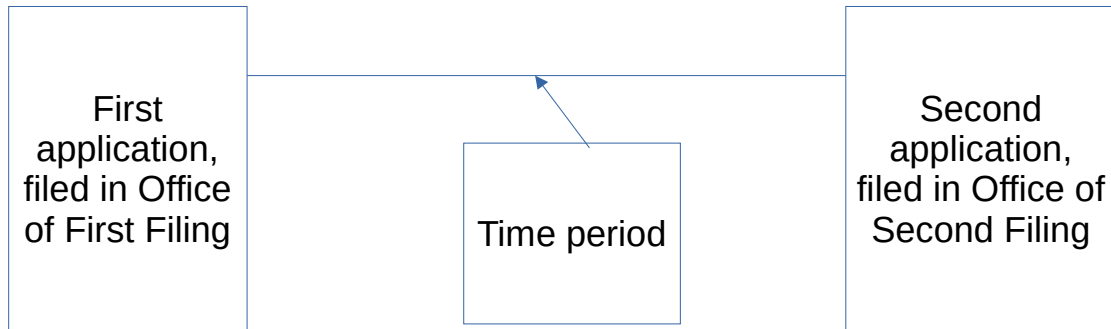 First
application,
filed in Office
of First Filing
Time period
Second
application,
filed in Office of
Second Filing